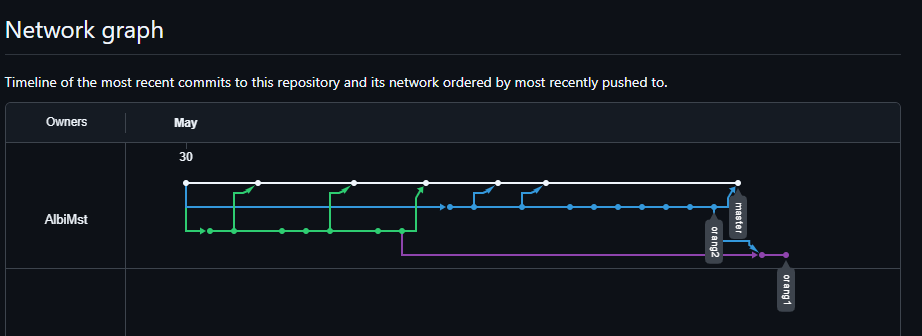 Network graph
Timeline of the most recent commits to this repository and its network ordered by most recently pushed to.
Owners
May
30
AlbiMst
master
orang2
orang1